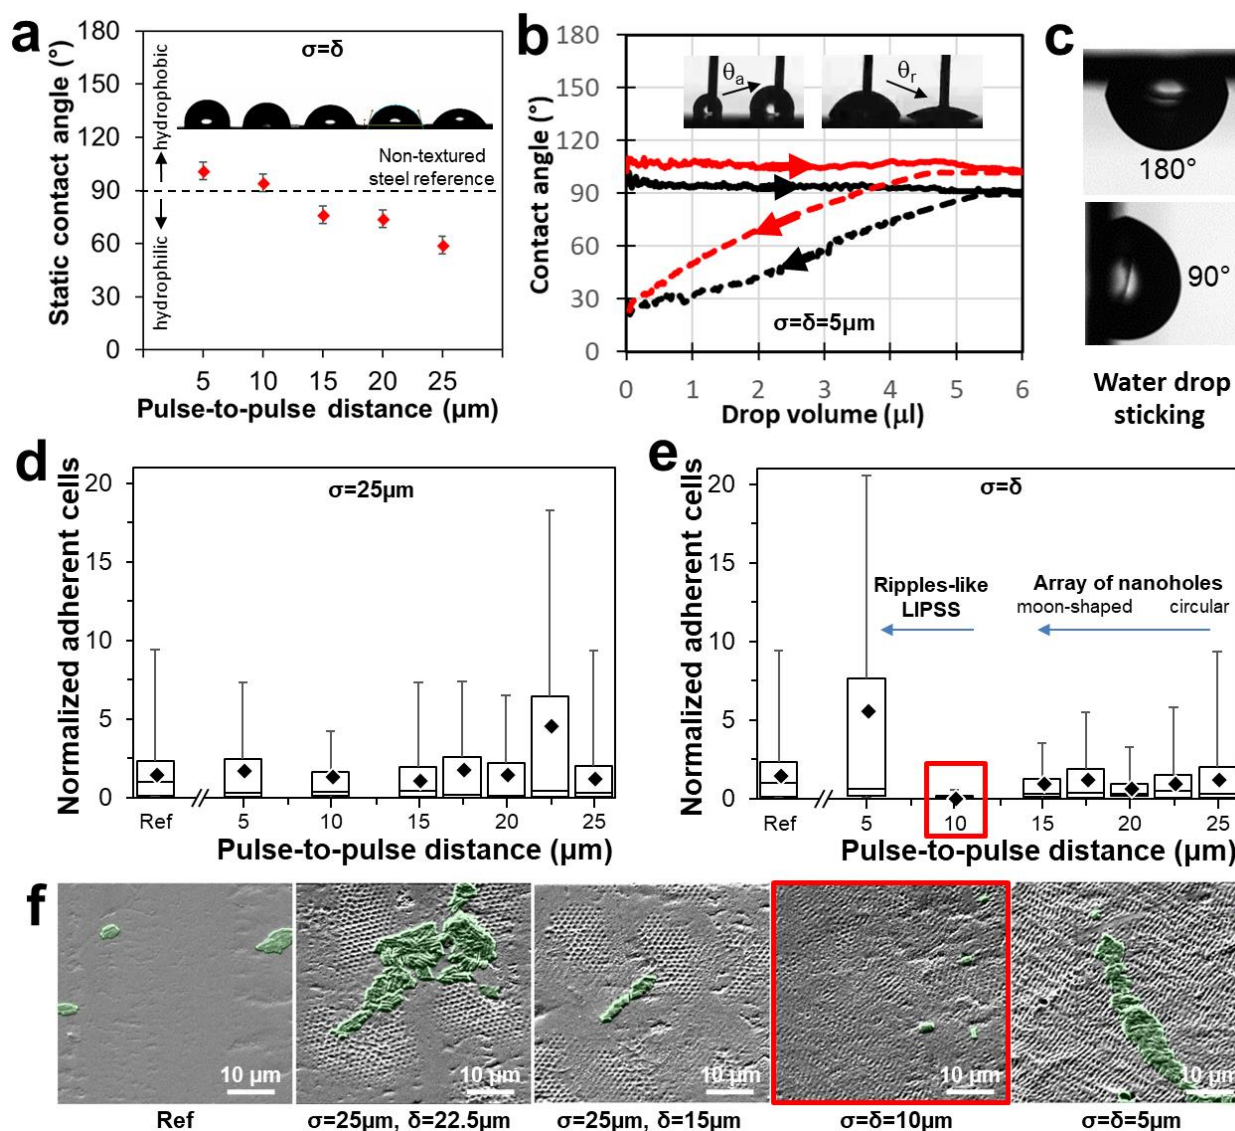 a
σ=δ
180
150
120
90
60
30
0
Static contact angle (°)
hydrophobic
hydrophilic
Non-textured
steel reference
5 10 15 20 25
Pulse-to-pulse distance (µm)
b
180
150
120
90
60
30
0
Contact angle (°)
θa
θr
σ=δ=5µm
0 1 2 3 4 5 6
Drop volume (µl)
c
180°
90°
Water drop
sticking
d
σ=25µm
20
15
10
5
0
Normalized adherent cells
Ref 5 10 15 20 25
Pulse-to-pulse distance (µm)
e
σ=δ
20
15
10
5
0
Normalized adherent cells
Ripples-like
LIPSS
Array of nanoholes
moon-shaped circular
Ref 5 10 15 20 25
Pulse-to-pulse distance (µm)
f
10 µm
10 µm
10 µm
10 µm
10 µm
Ref
σ=25µm, δ=22.5µm
σ=25µm, δ=15µm
σ=δ=10µm
σ=δ=5µm